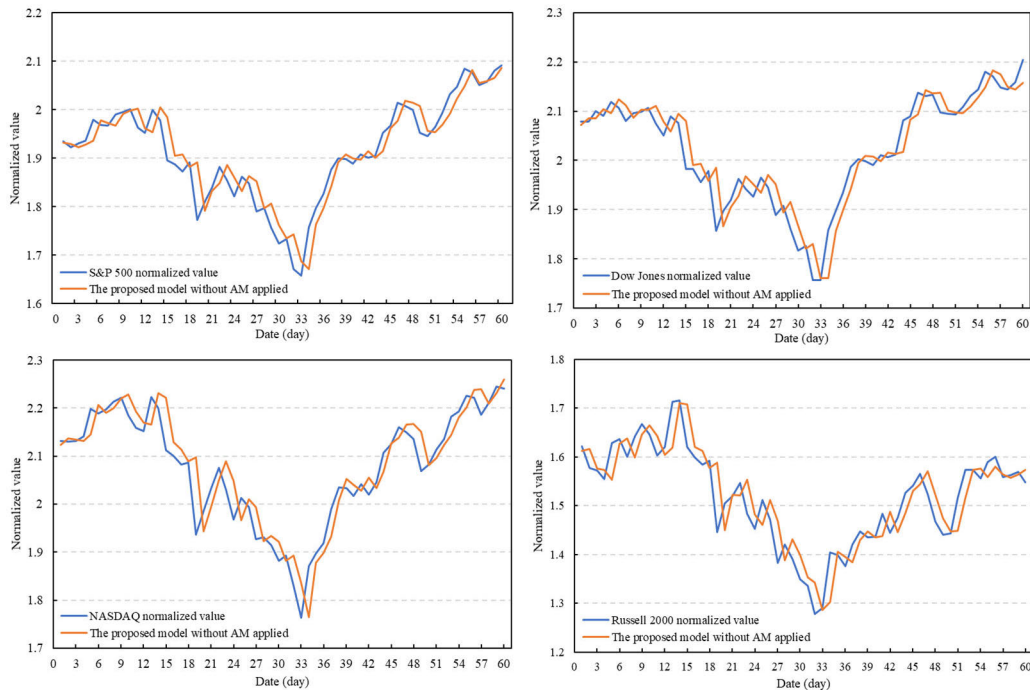 2.2
2.1
2
1.9
1.8
1.7
1.6
Normalized value
S&P 500 normalized value
The proposed model without AM applied
0 3 6 9 12 15 18 21 24 27 30 33 36 39 42 45 48 51 54 57 60
Date (day)
2.2
2.1
2.0
1.9
1.8
1.7
Normalized value
Dow Jones normalized value
The proposed model without AM applied
0 3 6 9 12 15 18 21 24 27 30 33 36 39 42 45 48 51 54 57 60
Date (day)
2.3
2.2
2.1
2.0
1.9
1.8
1.7
Normalized value
NASDAQ normalized value
The proposed model without AM applied
0 3 6 9 12 15 18 21 24 27 30 33 36 39 42 45 48 51 54 57 60
Date (day)
1.8
1.7
1.6
1.5
1.4
1.3
1.2
Normalized value
Russell 2000 normalized value
The proposed model without AM applied
0 3 6 9 12 15 18 21 24 27 30 33 36 39 42 45 48 51 54 57 60
Date (day)